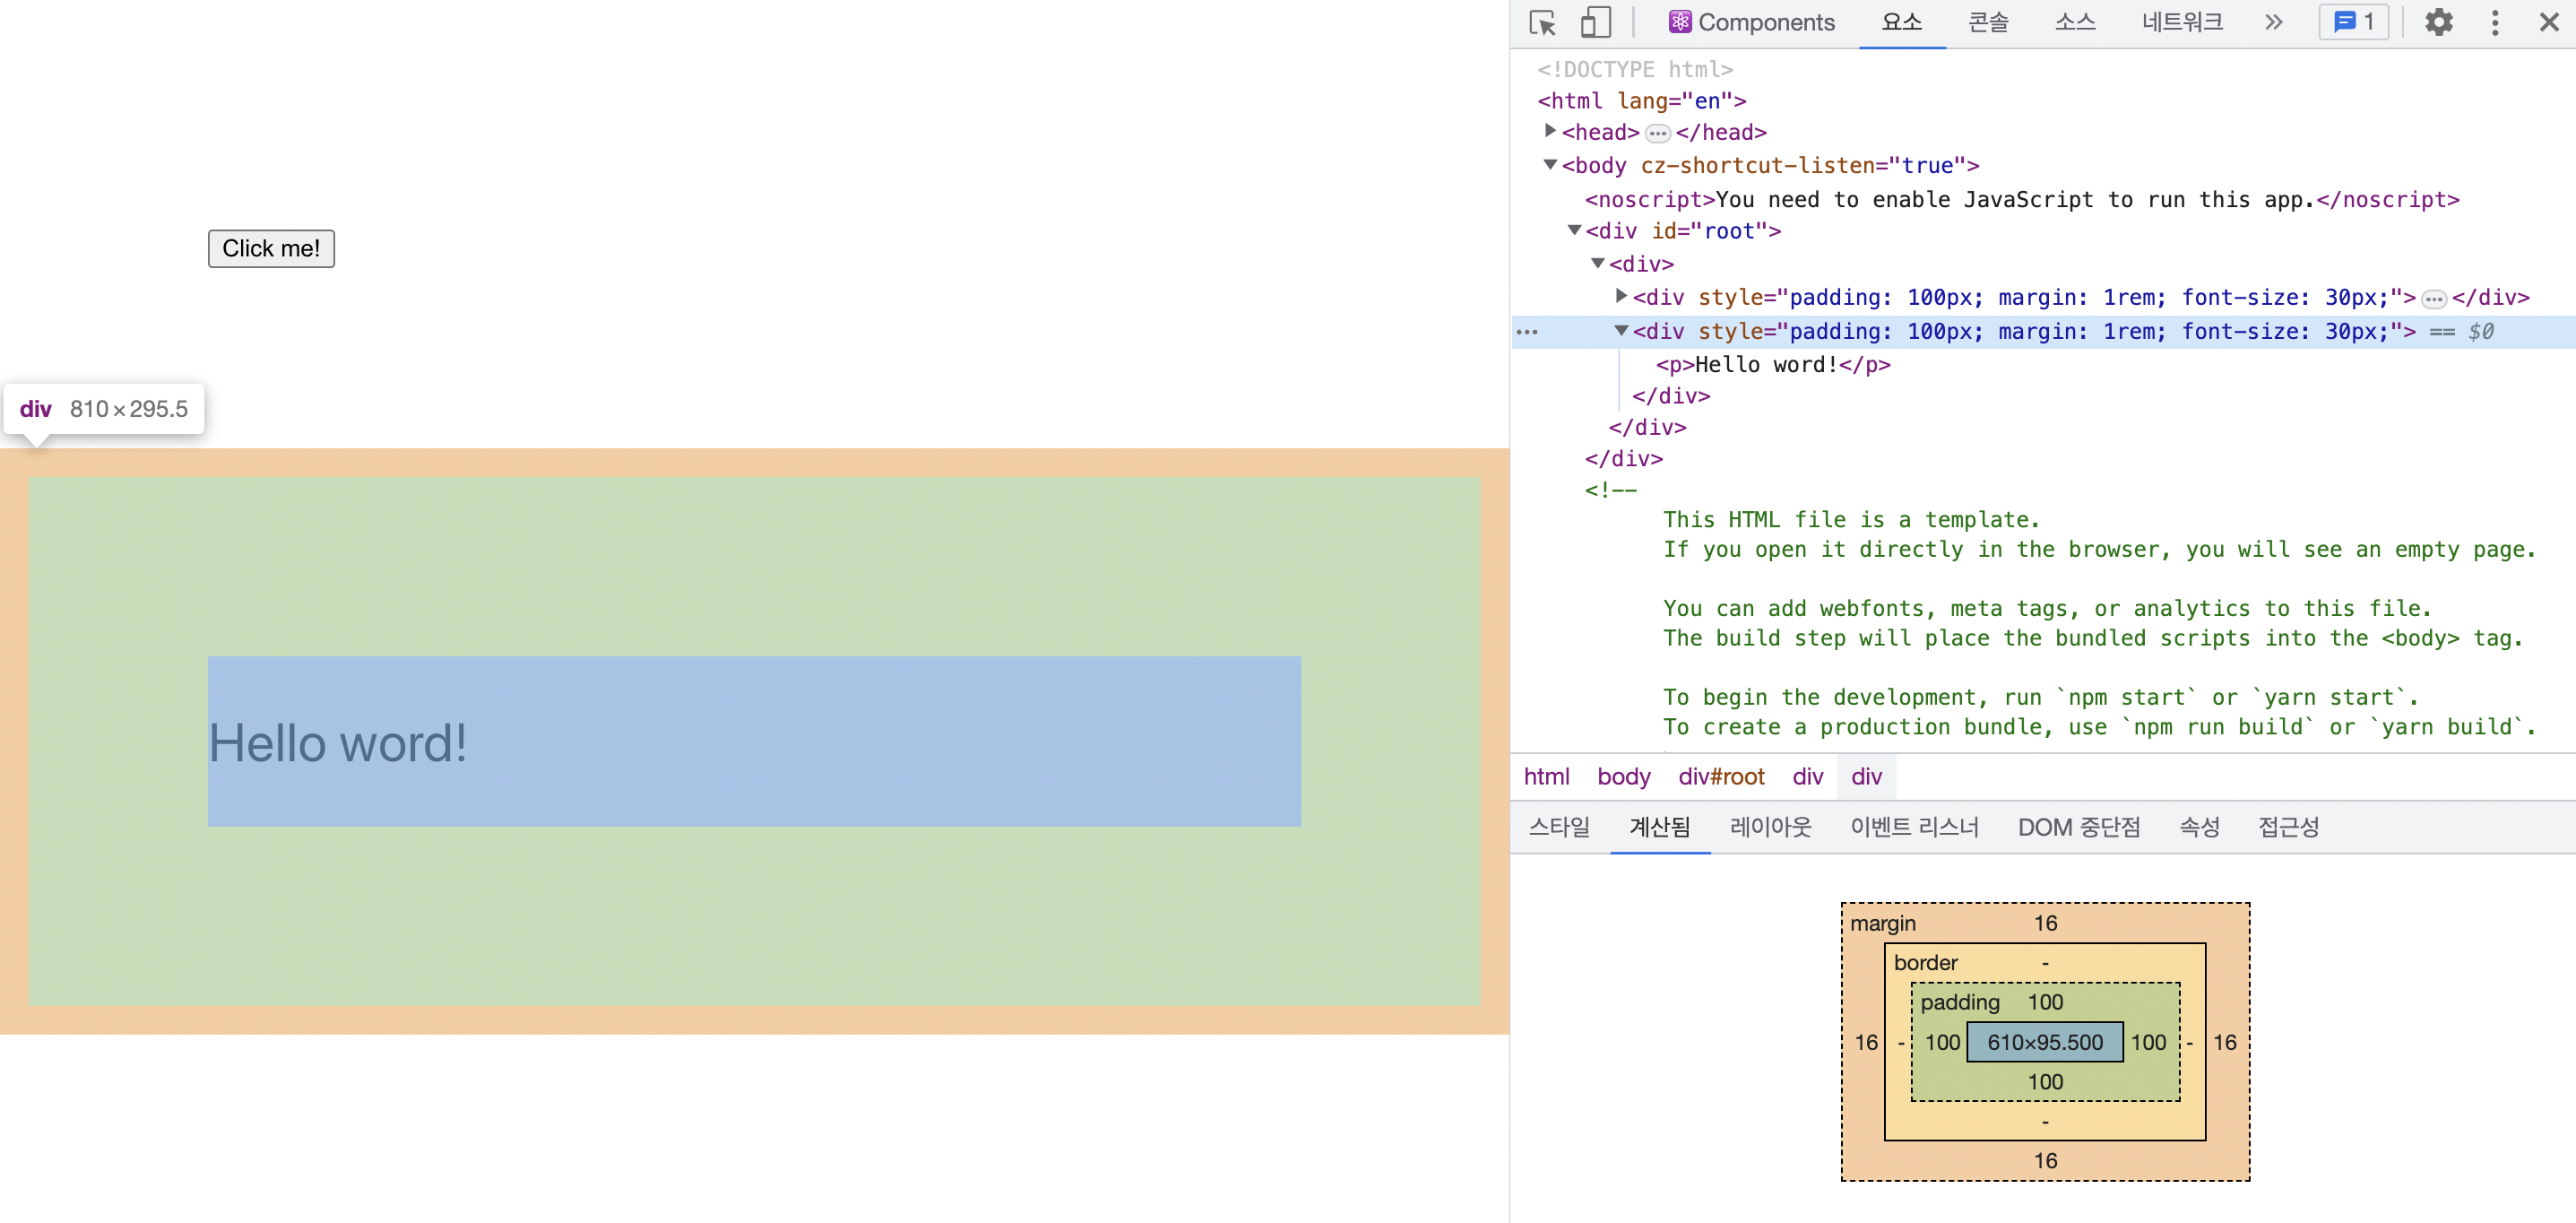 Click me!
div 810×295.5
Hello word!
Components 요소 콘솔 소스 네트워크 » 1
<!DOCTYPE html>
<html lang="en">
<head>…</head>
<body cz-shortcut-listen="true">
<noscript>You need to enable JavaScript to run this app.</noscript>
<div id="root">
<div>
<div style="padding: 100px; margin: 1rem; font-size: 30px;">…</div>
<div style="padding: 100px; margin: 1rem; font-size: 30px;"> == $0
<p>Hello word!</p>
</div>
</div>
</div>
<!--
This HTML file is a template.
If you open it directly in the browser, you will see an empty page.
You can add webfonts, meta tags, or analytics to this file.
The build step will place the bundled scripts into the <body> tag.
To begin the development, run `npm start` or `yarn start`.
To create a production bundle, use `npm run build` or `yarn build`.
html body div#root div div
스타일 계산됨 레이아웃 이벤트 리스너 DOM 중단점 속성 접근성
margin 16
border -
padding 100
16 - 100 610×95.500 100 - 16
100
-
16